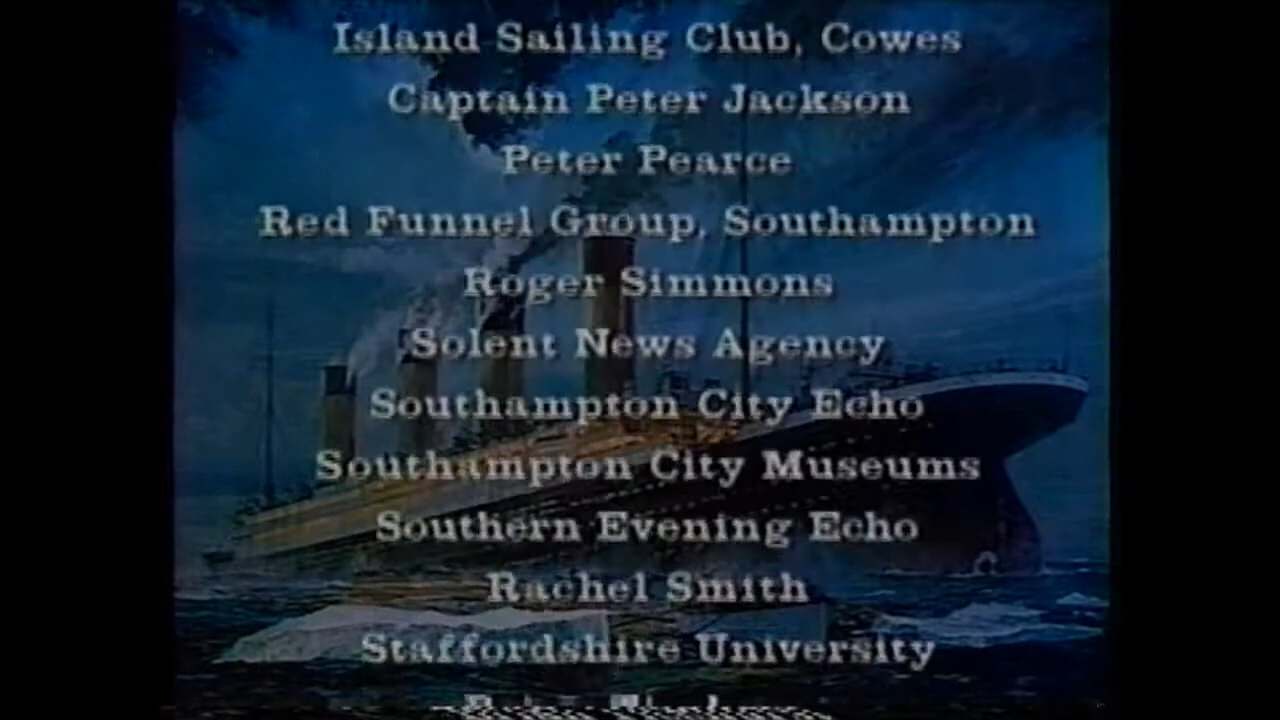 Island Sailing Club, Cowes
Captain Peter Jackson
Peter Pearce
Red Funnel Group, Southampton
Roger Simmons
Solent News Agency
Southampton City Echo
Southampton City Museums
Southern Evening Echo
Rachel Smith
Staffordshire University